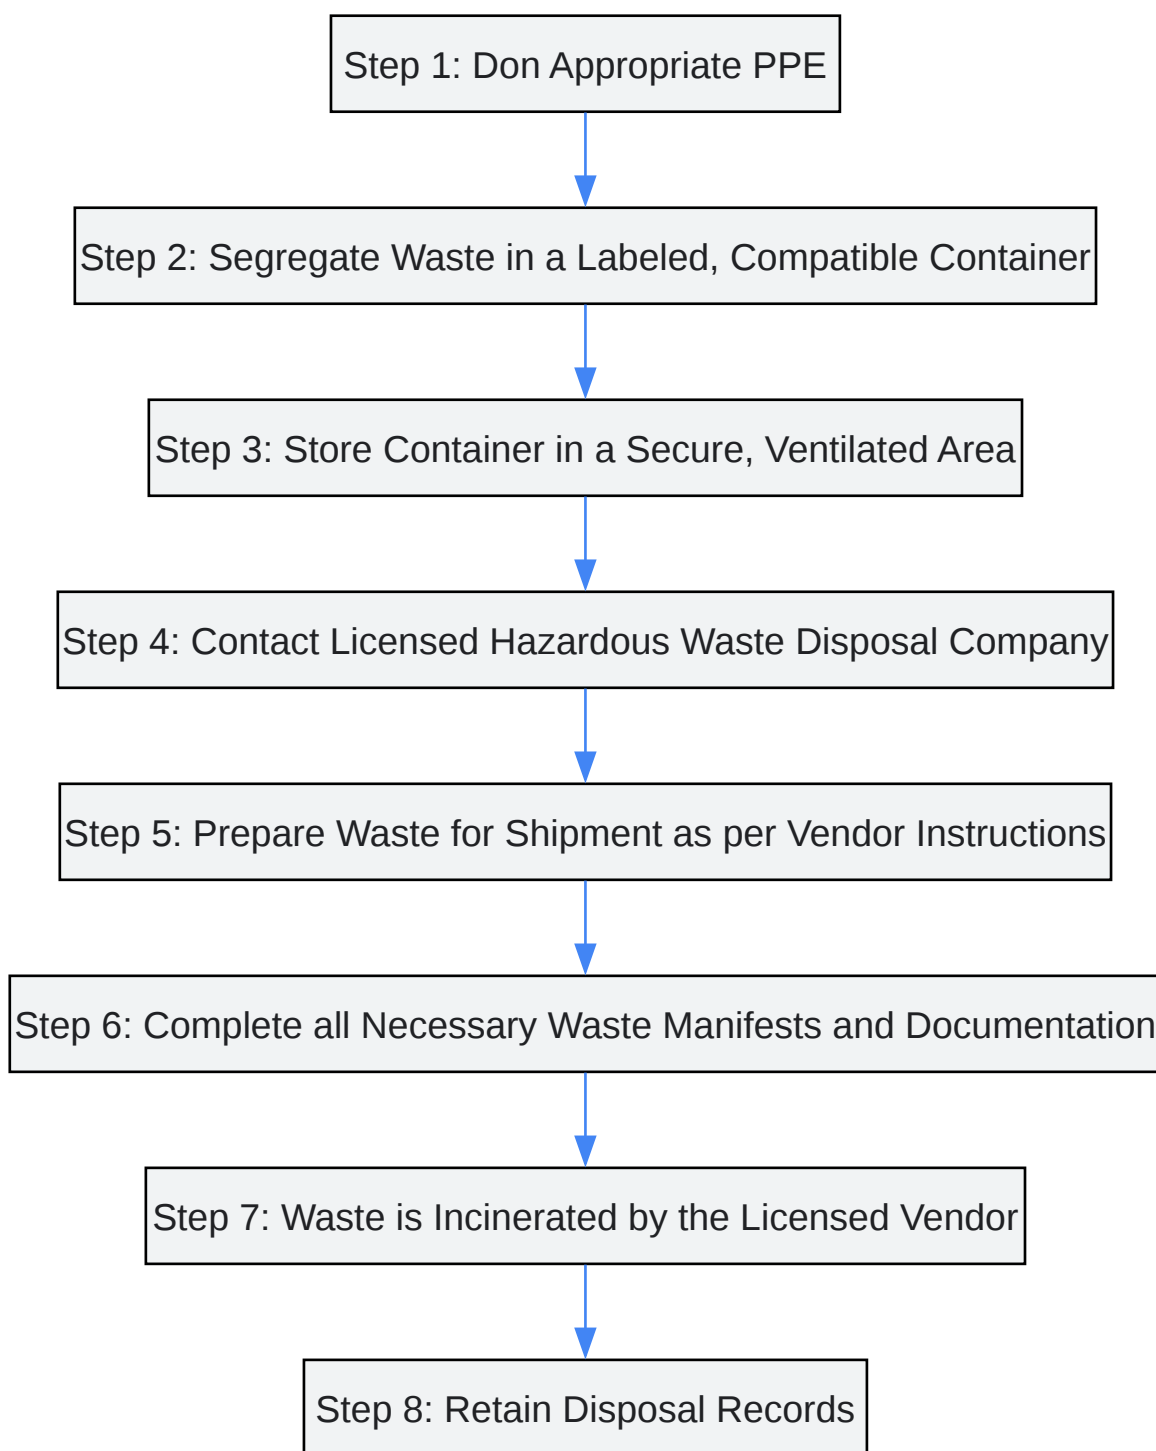 Step 1: Don Appropriate PPE
Step 2: Segregate Waste in a Labeled, Compatible Container
Step 3: Store Container in a Secure, Ventilated Area
Step 4: Contact Licensed Hazardous Waste Disposal Company
Step 5: Prepare Waste for Shipment as per Vendor Instructions
Step 6: Complete all Necessary Waste Manifests and Documentation
Step 7: Waste is Incinerated by the Licensed Vendor
Step 8: Retain Disposal Records